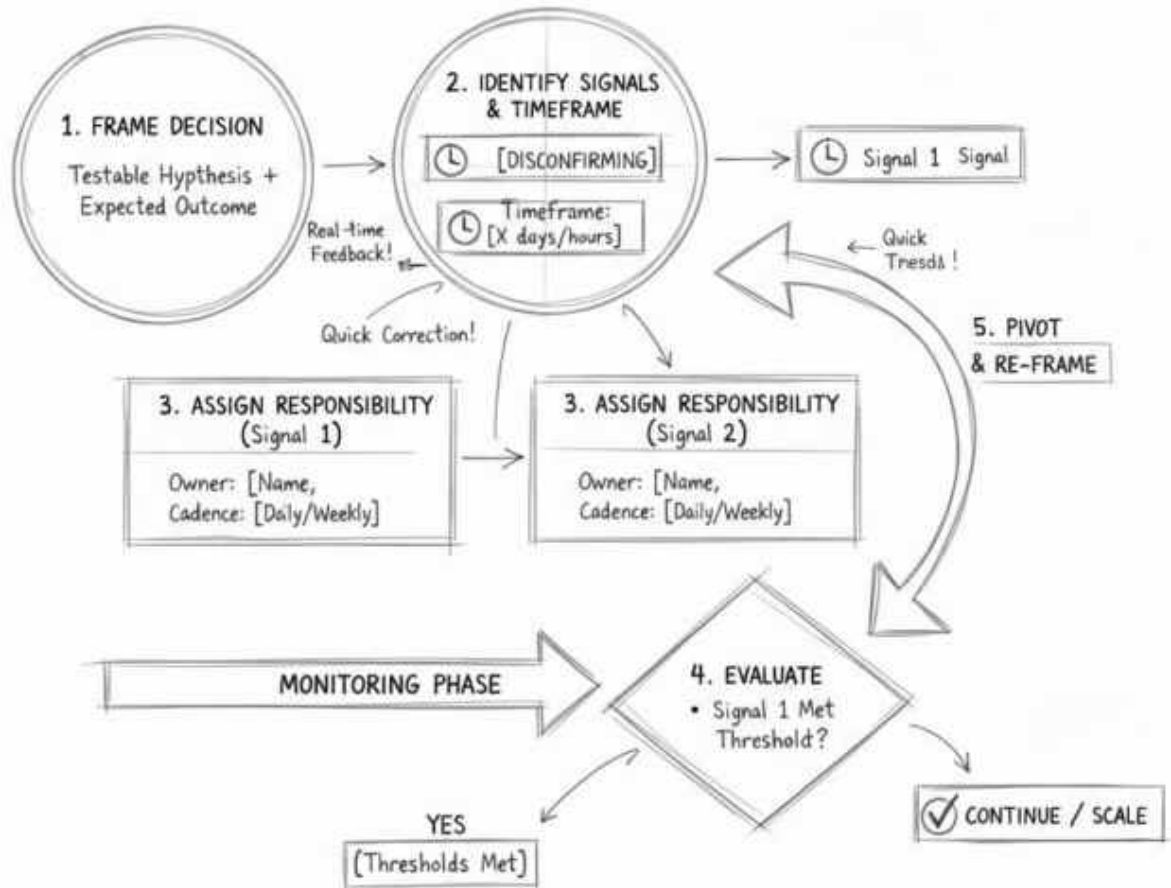 1. FRAME DECISION
Testable Hypthesis +
Expected Outcome
2. IDENTIFY SIGNALS
& TIMEFRAME
[DISCONFIRMING]
Timeframe:
[X days/hours]
Signal 1 Signal
Real-time
Feedback!
Quick Correction!
Quick
5. PIVOT
& RE-FRAME
3. ASSIGN RESPONSIBILITY
(Signal 1)
Owner: [Name,
Cadence: [Daily/Weekly]
3. ASSIGN RESPONSIBILITY
(Signal 2)
Owner: [Name,
Cadence: [Daily/Weekly]
MONITORING PHASE
4. EVALUATE
• Signal 1 Met
Threshold?
YES
[Thresholds Met]
CONTINUE / SCALE